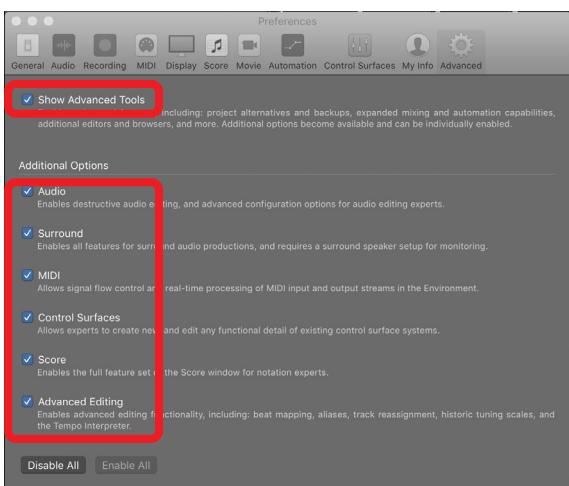 Preferences
General Audio Recording MIDI Display Score Movie Automation Control Surfaces My Info Advanced
Show Advanced Tools
including: project alternatives and backups, expanded mixing and automation capabilities,
additional editors and browsers, and more. Additional options become available and can be individually enabled.
Additional Options
Audio
Enables destructive audio editing, and advanced configuration options for audio editing experts.
Surround
Enables all features for surround audio productions, and requires a surround speaker setup for monitoring.
MIDI
Allows signal flow control and real-time processing of MIDI input and output streams in the Environment.
Control Surfaces
Allows experts to create new and edit any functional detail of existing control surface systems.
Score
Enables the full feature set of the Score window for notation experts.
Advanced Editing
Enables advanced editing functionality, including: beat mapping, aliases, track reassignment, historic tuning scales, and
the Tempo Interpreter.
Disable All Enable All